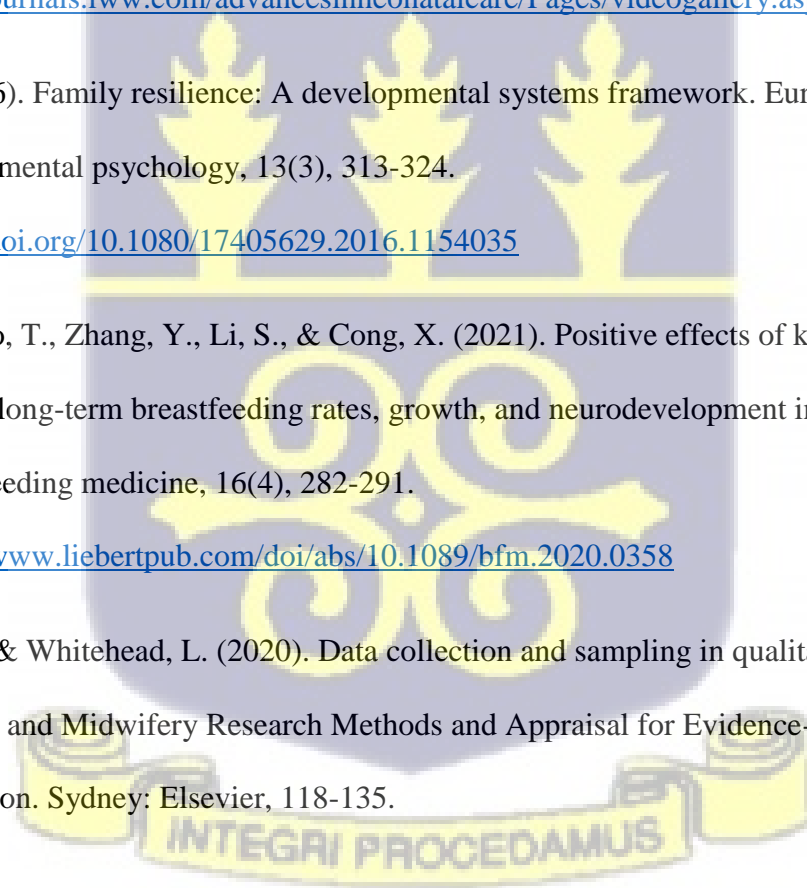 ournals.lww.com/advancesinneonatalcare/Pages/videogallery.as
6). Family resilience: A developmental systems framework. Eur
mental psychology, 13(3), 313-324.
oi.org/10.1080/17405629.2016.1154035
o, T., Zhang, Y., Li, S., & Cong, X. (2021). Positive effects of k
long-term breastfeeding rates, growth, and neurodevelopment in
eeding medicine, 16(4), 282-291.
www.liebertpub.com/doi/abs/10.1089/bfm.2020.0358
& Whitehead, L. (2020). Data collection and sampling in qualit
and Midwifery Research Methods and Appraisal for Evidence-
on. Sydney: Elsevier, 118-135.
INTEGRI PROCEDAMUS